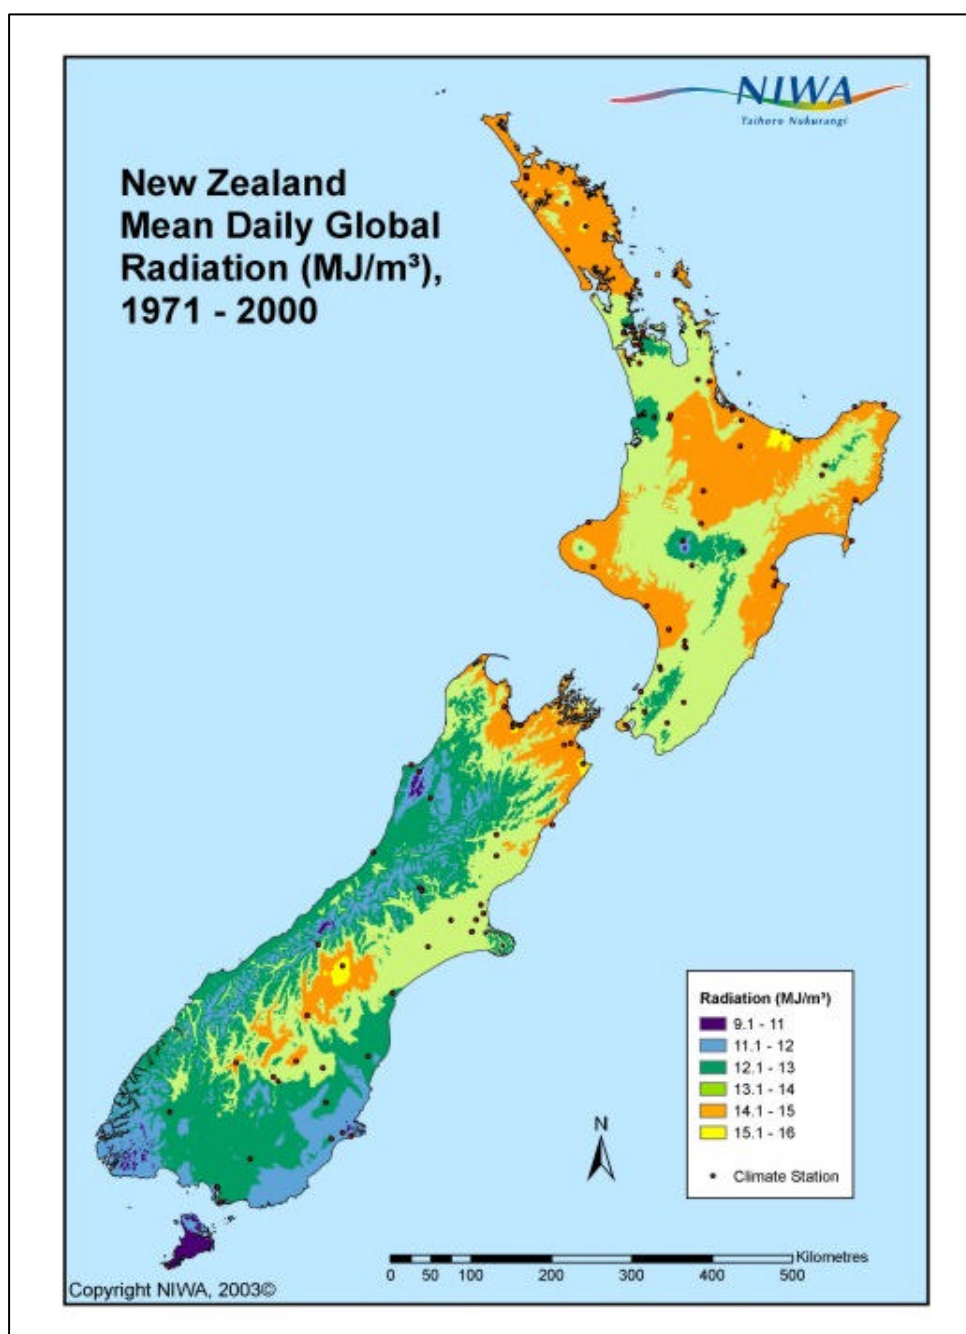 NIWA
Taihoro Nukurangi
New Zealand
Mean Daily Global
Radiation (MJ/m³),
1971 - 2000
Radiation (MJ/m³)
9.1 - 11
11.1 - 12
12.1 - 13
13.1 - 14
14.1 - 15
15.1 - 16
Climate Station
N
Kilometres
0 50 100 200 300 400 500
Copyright NIWA, 2003©